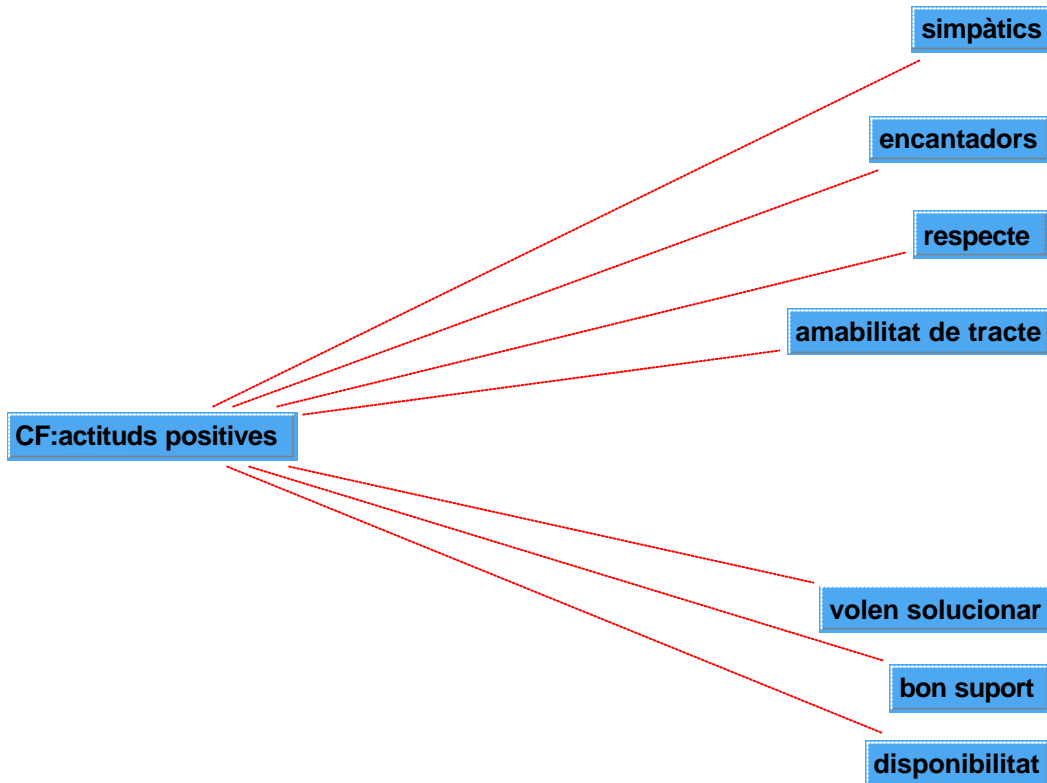 simpàtics
encantadors
respecte
amabilitat de tracte
CF:actituds positives
volen solucionar
bon suport
disponibilitat